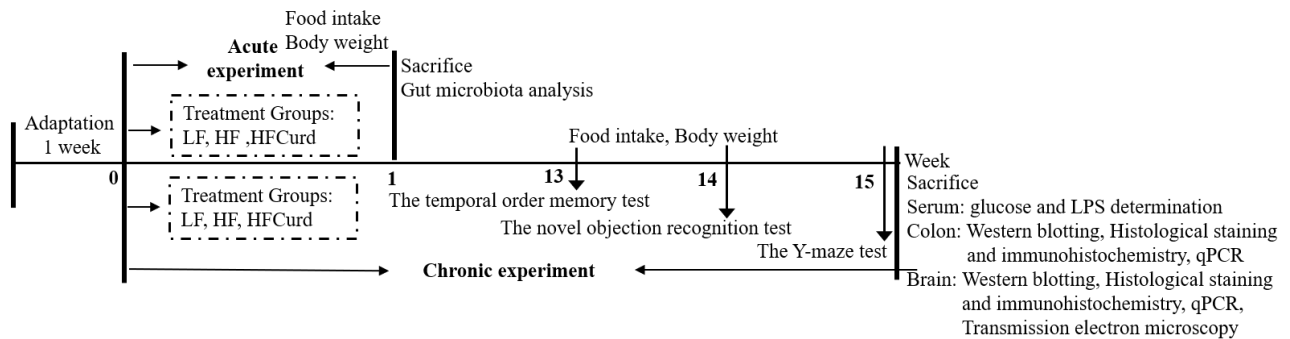 Food intake
Body weight
Acute
experiment
Sacrifice
Gut microbiota analysis
Treatment Groups:
LF, HF ,HFCurd
Adaptation
1 week
Food intake, Body weight
0
1
13
14
15
Week
Treatment Groups:
LF, HF, HFCurd
The temporal order memory test
The novel objection recognition test
The Y-maze test
Chronic experiment
Sacrifice
Serum: glucose and LPS determination
Colon: Western blotting, Histological staining
and immunohistochemistry, qPCR
Brain: Western blotting, Histological staining
and immunohistochemistry, qPCR,
Transmission electron microscopy